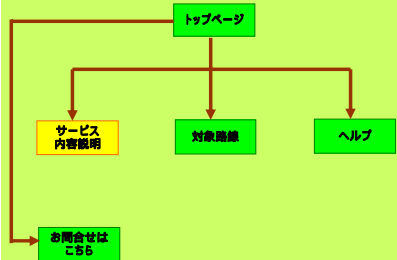 トップページ
サービス
内容説明
対象路線
ヘルプ
お問合せは
こちら